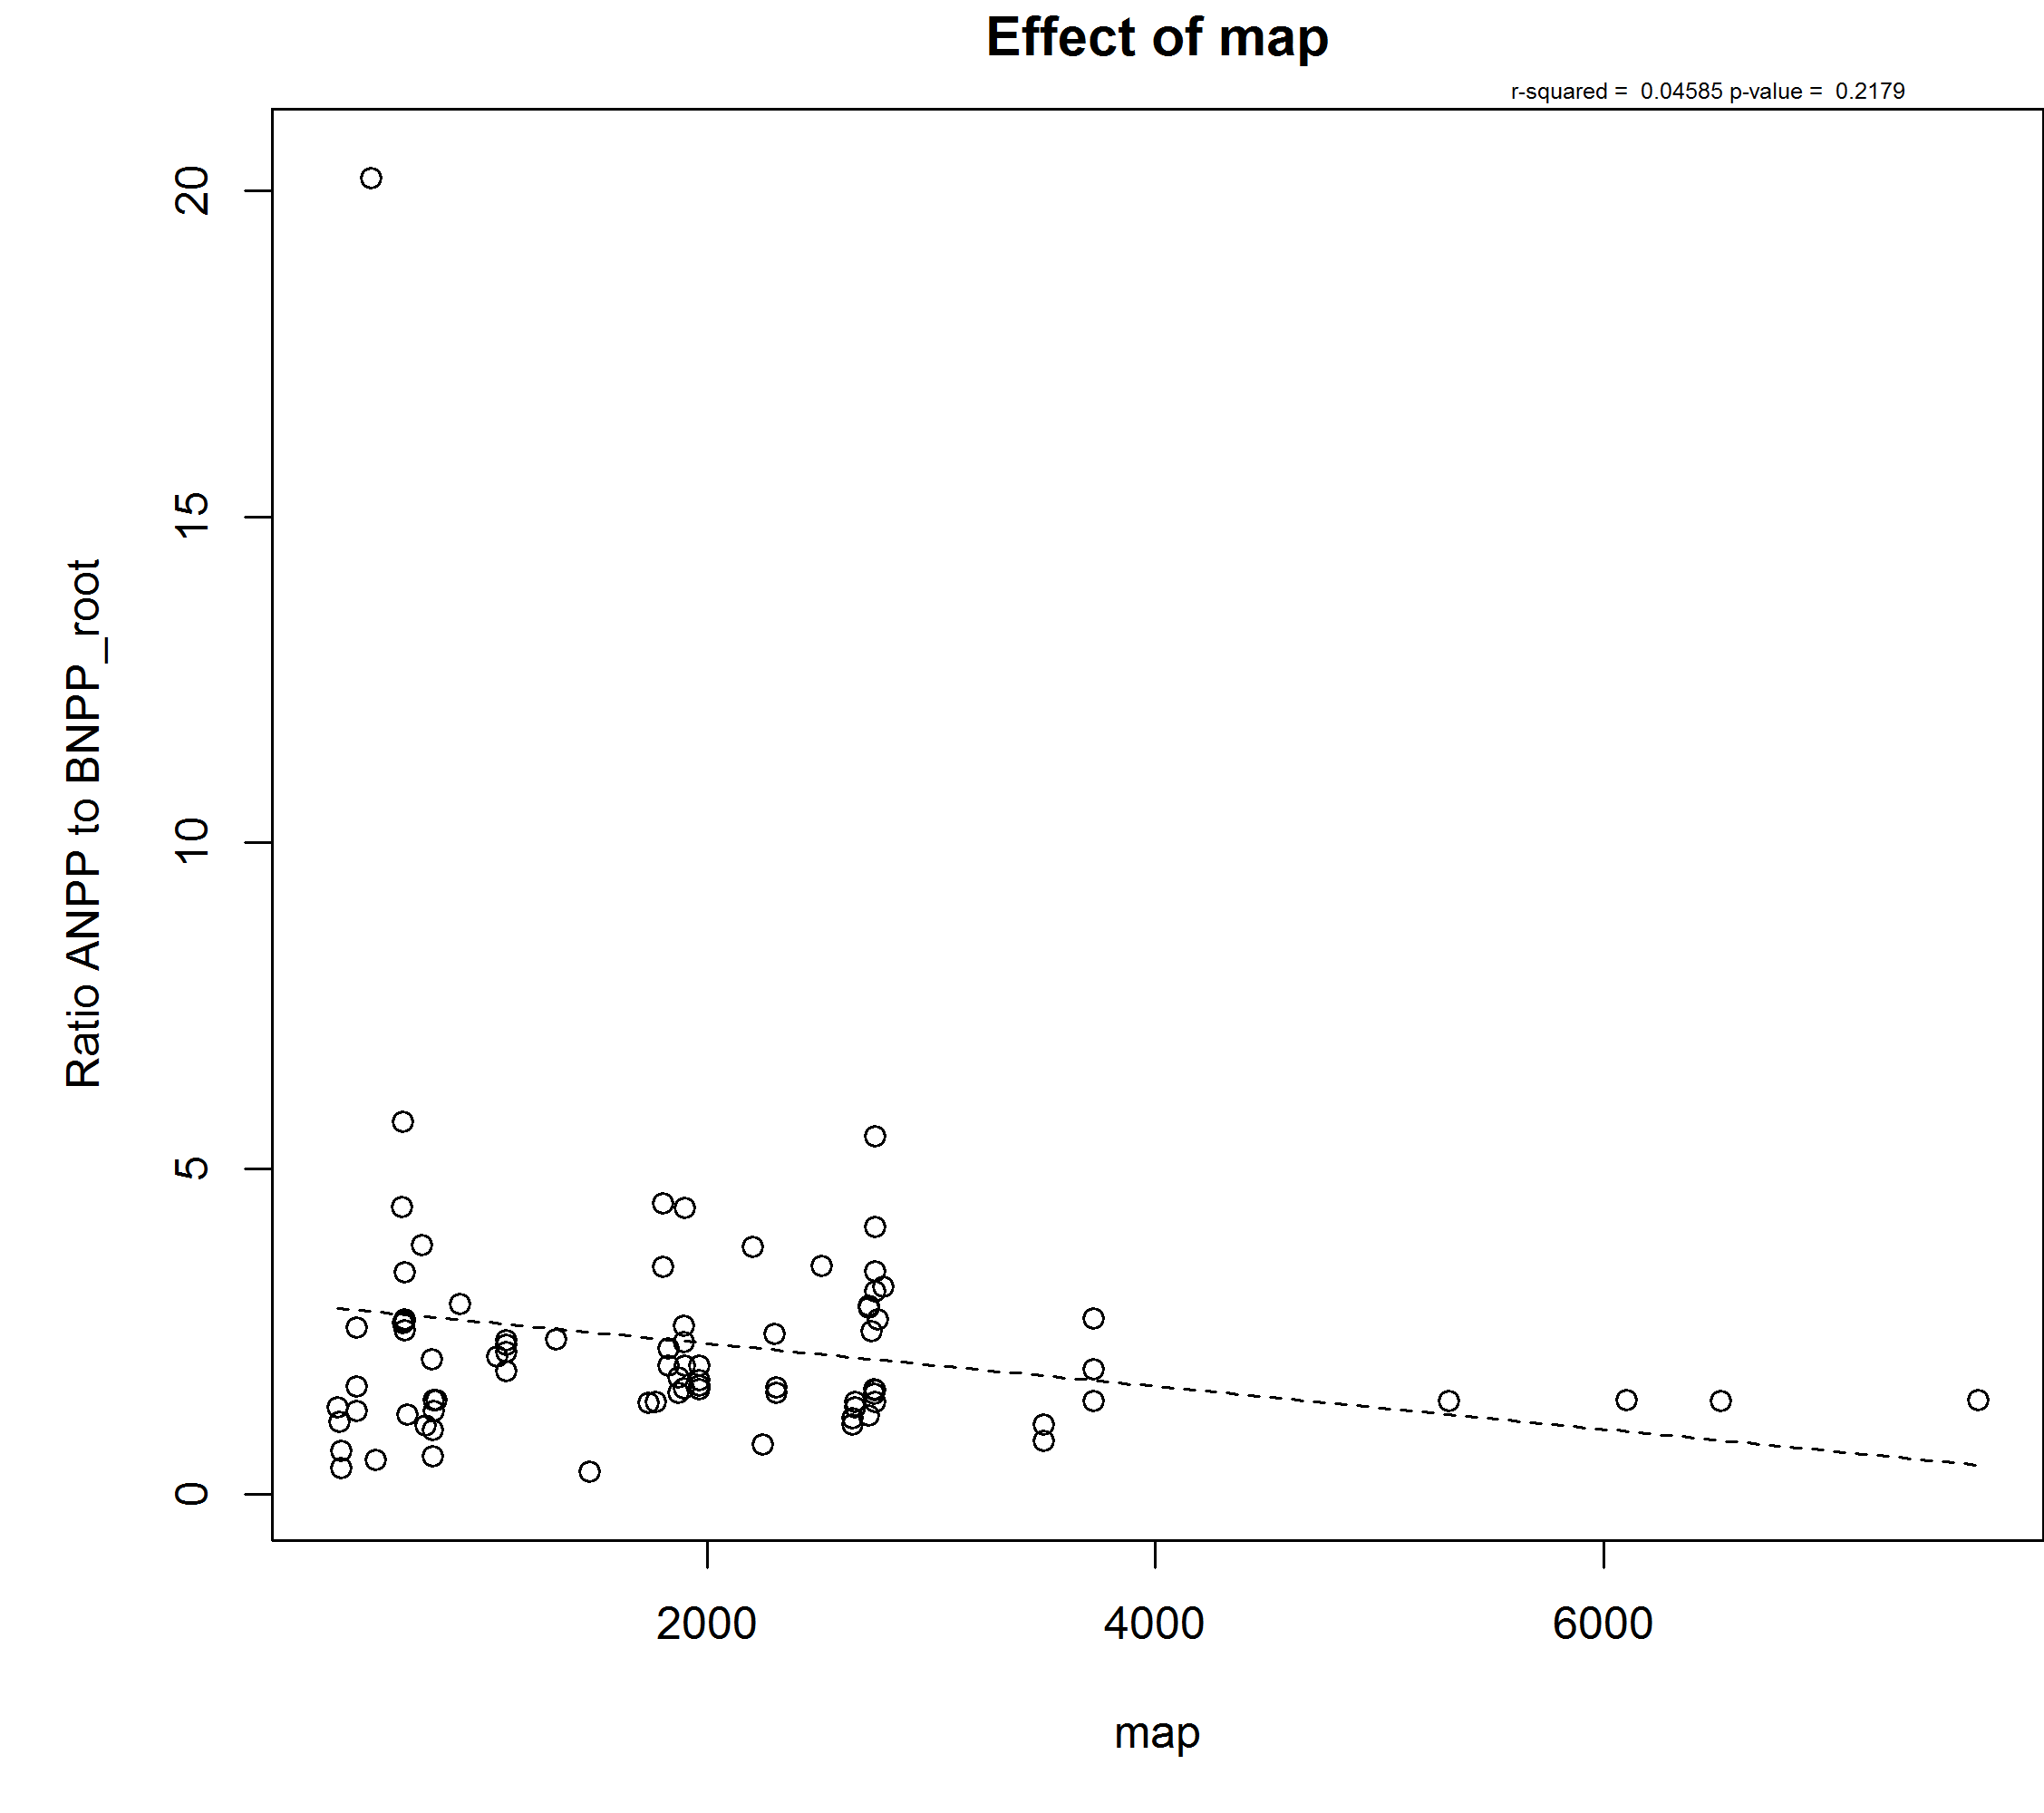 Effect of map
r-squared = 0.04585 p-value = 0.2179
Ratio ANPP to BNPP_root
20
15
10
5
0
2000 4000 6000
map